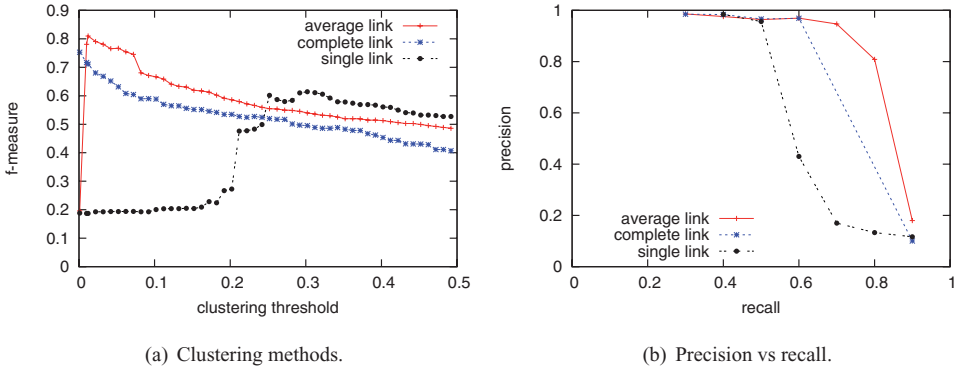 average link
complete link
single link
0.9
0.8
0.7
0.6
0.5
0.4
0.3
0.2
0.1
0
f-measure
0 0.1 0.2 0.3 0.4 0.5
clustering threshold
(a) Clustering methods.
1
0.8
0.6
0.4
0.2
0
precision
average link
complete link
single link
0 0.2 0.4 0.6 0.8 1
recall
(b) Precision vs recall.